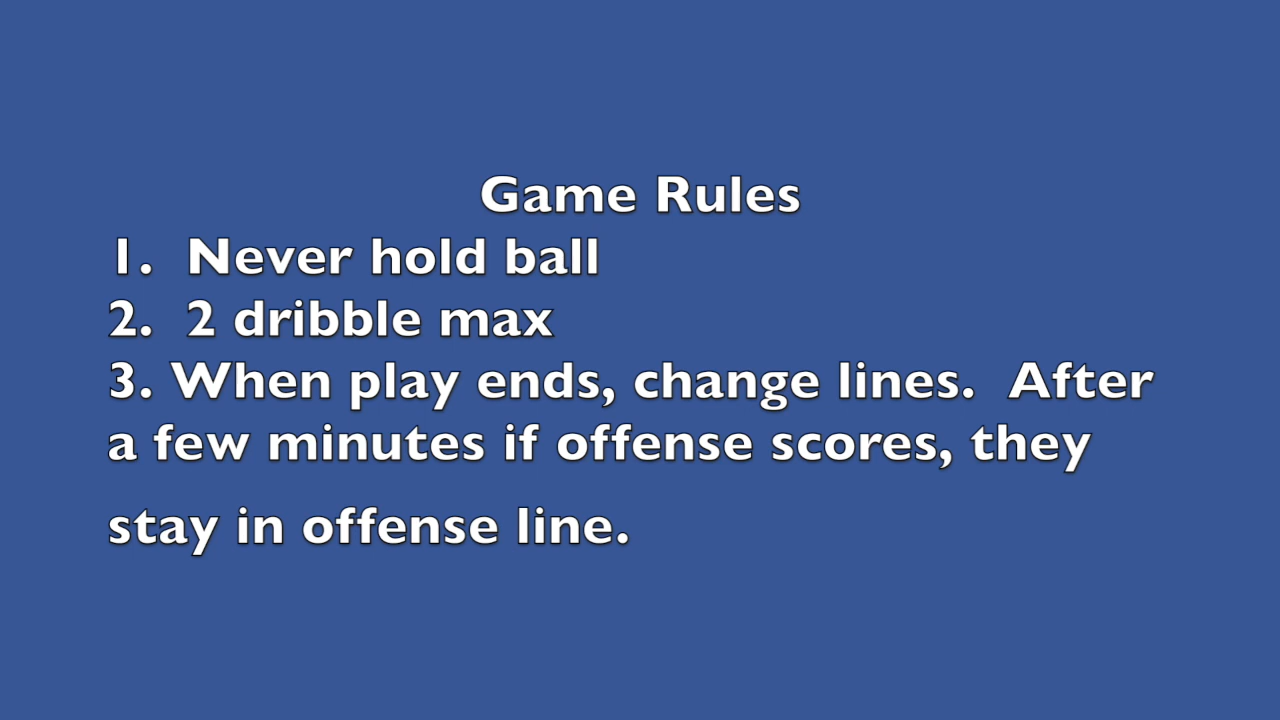 Game Rules
1.  Never hold ball
2.  2 dribble max
3. When play ends, change lines.  After
a few minutes if offense scores, they
stay in offense line.